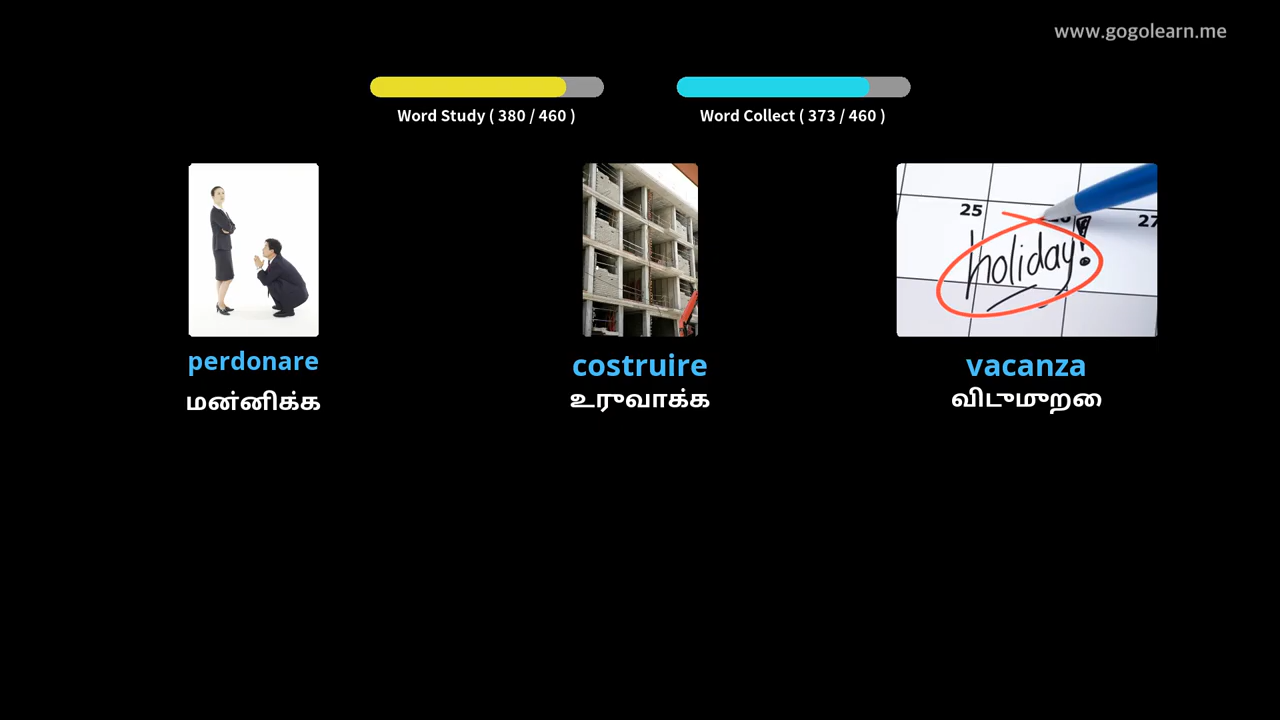 www.gogolearn.me
Word Study ( 380 / 460 )
Word Collect ( 373 / 460 )
25
27
holiday!
perdonare
costruire
vacanza
மன்னிக்க
உருவாக்க
விடுமுறை